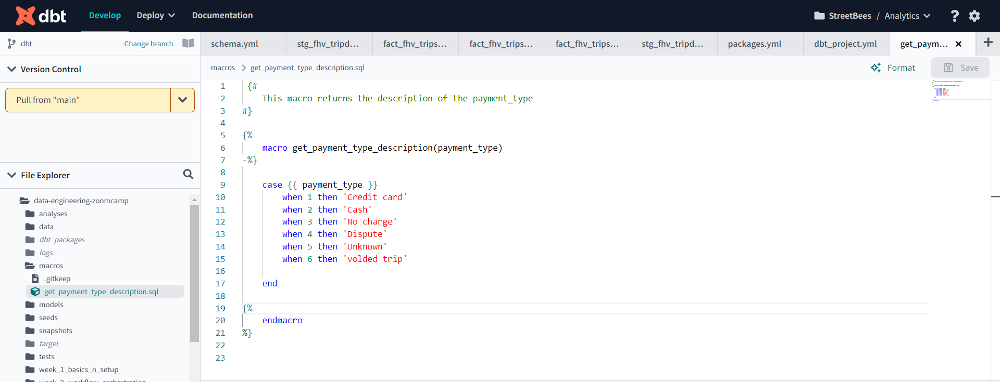 dbt Develop Deploy Documentation StreetBees / Analytics ?
dbt Change branch
schema.yml stg_fhv_tripd... fact_fhv_trips... fact_fhv_trips... fact_fhv_trips... stg_fhv_tripd... packages.yml dbt_project.yml get_paym... × +
Version Control
Pull from "main"
File Explorer
data-engineering-zoomcamp
analyses
data
dbt_packages
logs
macros
.gitkeep
get_payment_type_description.sql
models
seeds
snapshots
target
tests
week_1_basics_n_setup
week_2_workflow_orchestration
macros > get_payment_type_description.sql Format Save
1 {#
2 This macro returns the description of the payment_type
3 #}
4
5 {%
6 macro get_payment_type_description(payment_type)
7 -%}
8
9 case {{ payment_type }}
10 when 1 then 'Credit card'
11 when 2 then 'Cash'
12 when 3 then 'No charge'
13 when 4 then 'Dispute'
14 when 5 then 'Unknown'
15 when 6 then 'volded trip'
16
17 end
18
19 {%-
20 endmacro
21 %}
22
23